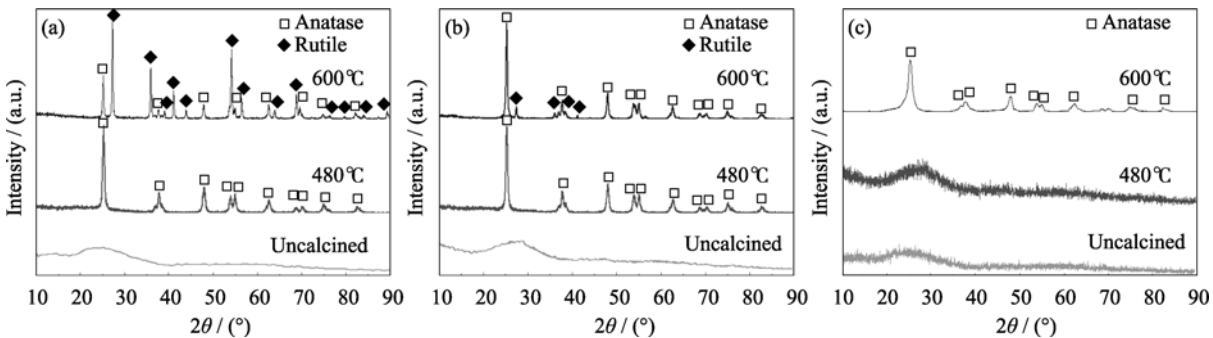 (a)
□ Anatase
◆ Rutile
600℃
480℃
Uncalcined
Intensity / (a.u.)
10 20 30 40 50 60 70 80 90
2θ / (°)
(b)
□ Anatase
◆ Rutile
600℃
480℃
Uncalcined
Intensity / (a.u.)
10 20 30 40 50 60 70 80 90
2θ / (°)
(c)
□ Anatase
600℃
480℃
Uncalcined
Intensity / (a.u.)
10 20 30 40 50 60 70 80 90
2θ / (°)